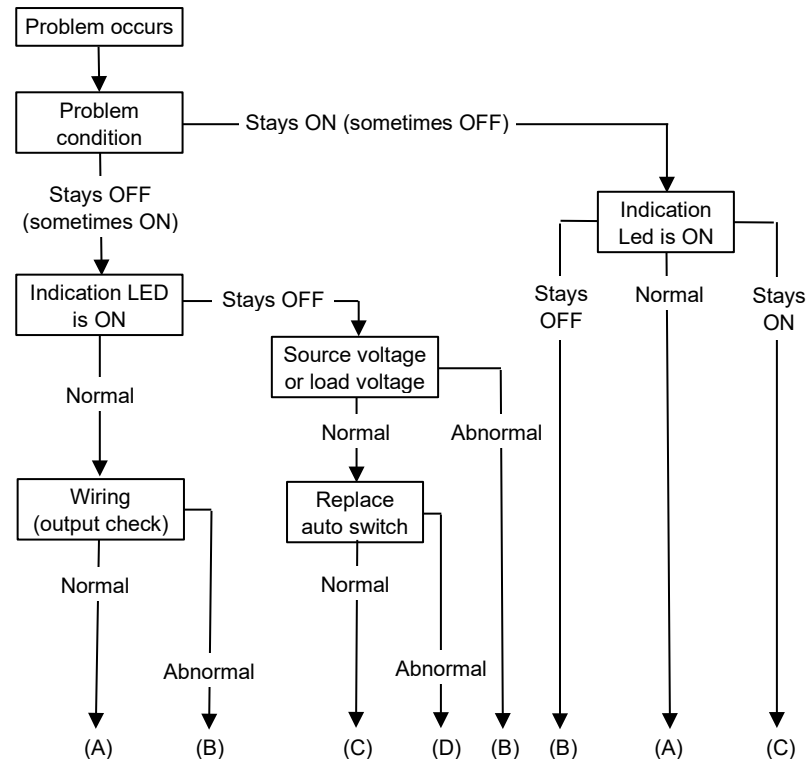 Problem occurs
Problem
condition
Stays ON (sometimes OFF)
Stays OFF
(sometimes ON)
Indication
Led is ON
Indication LED
is ON
Stays OFF
Stays
OFF
Normal
Stays
ON
Source voltage
or load voltage
Normal
Normal
Abnormal
Wiring
(output check)
Replace
auto switch
Normal
Normal
Abnormal
Abnormal
(A)
(B)
(C)
(D)
(B)
(B)
(A)
(C)